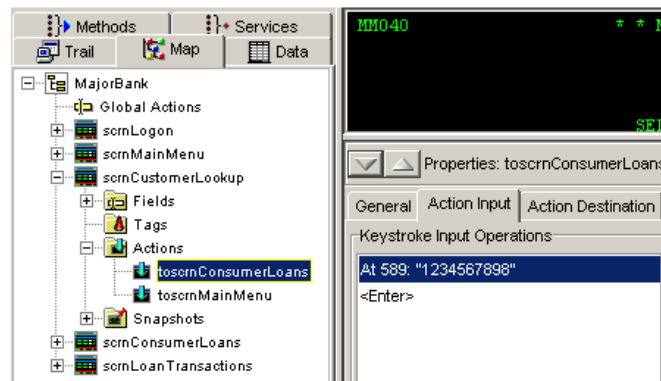 Methods
Services
Trail
Map
Data
MajorBank
Global Actions
scrnLogon
scrnMainMenu
scrnCustomerLookup
Fields
Tags
Actions
toscrnConsumerLoans
toscrnMainMenu
Snapshots
scrnConsumerLoans
scrnLoanTransactions
MM040 * * M
SEI
Properties: toscrnConsumerLoans
General Action Input Action Destination
Keystroke Input Operations
At 589: "1234567898"
<Enter>